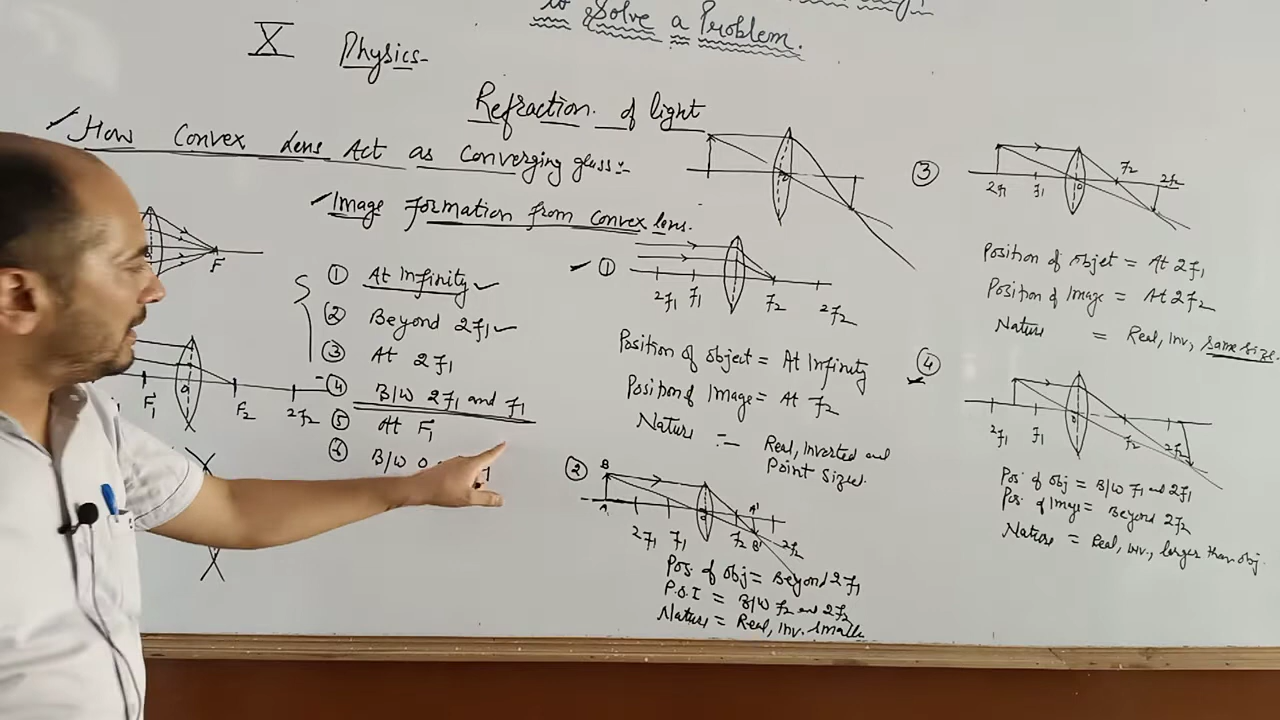 to Solve a Problem.
X Physics-
Refraction of light
How Convex Lens Act as Converging glass:-
Image Formation from Convex lens.
F
F1 O F2 2F2
① At Infinity ✓
② Beyond 2F1 ✓
③ At 2F1
④ B/W 2F1 and F1
⑤ At F1
⑥ B/W O
①
2F1 F1 F2 2F2
Position of object = At Infinity
Position of Image = At F2
Nature :- Real, Inverted and
Point sized.
②
B
A
2F1 F1 O F2 2F2
A'
B'
Pos. of Obj = Beyond 2F1
P.O.I = B/W F2 and 2F2
Nature = Real, Inv. Smaller
③
2F1 F1 O F2 2F2
Position of Objet = At 2F1
Position of Image = At 2F2
Nature = Real, Inv, same size.
④
2F1 F1 O F2 2F2
Pos. of obj = B/W F1 and 2F1
Pos. of Image = Beyond 2F2
Nature = Real, Inv., larger than obj.